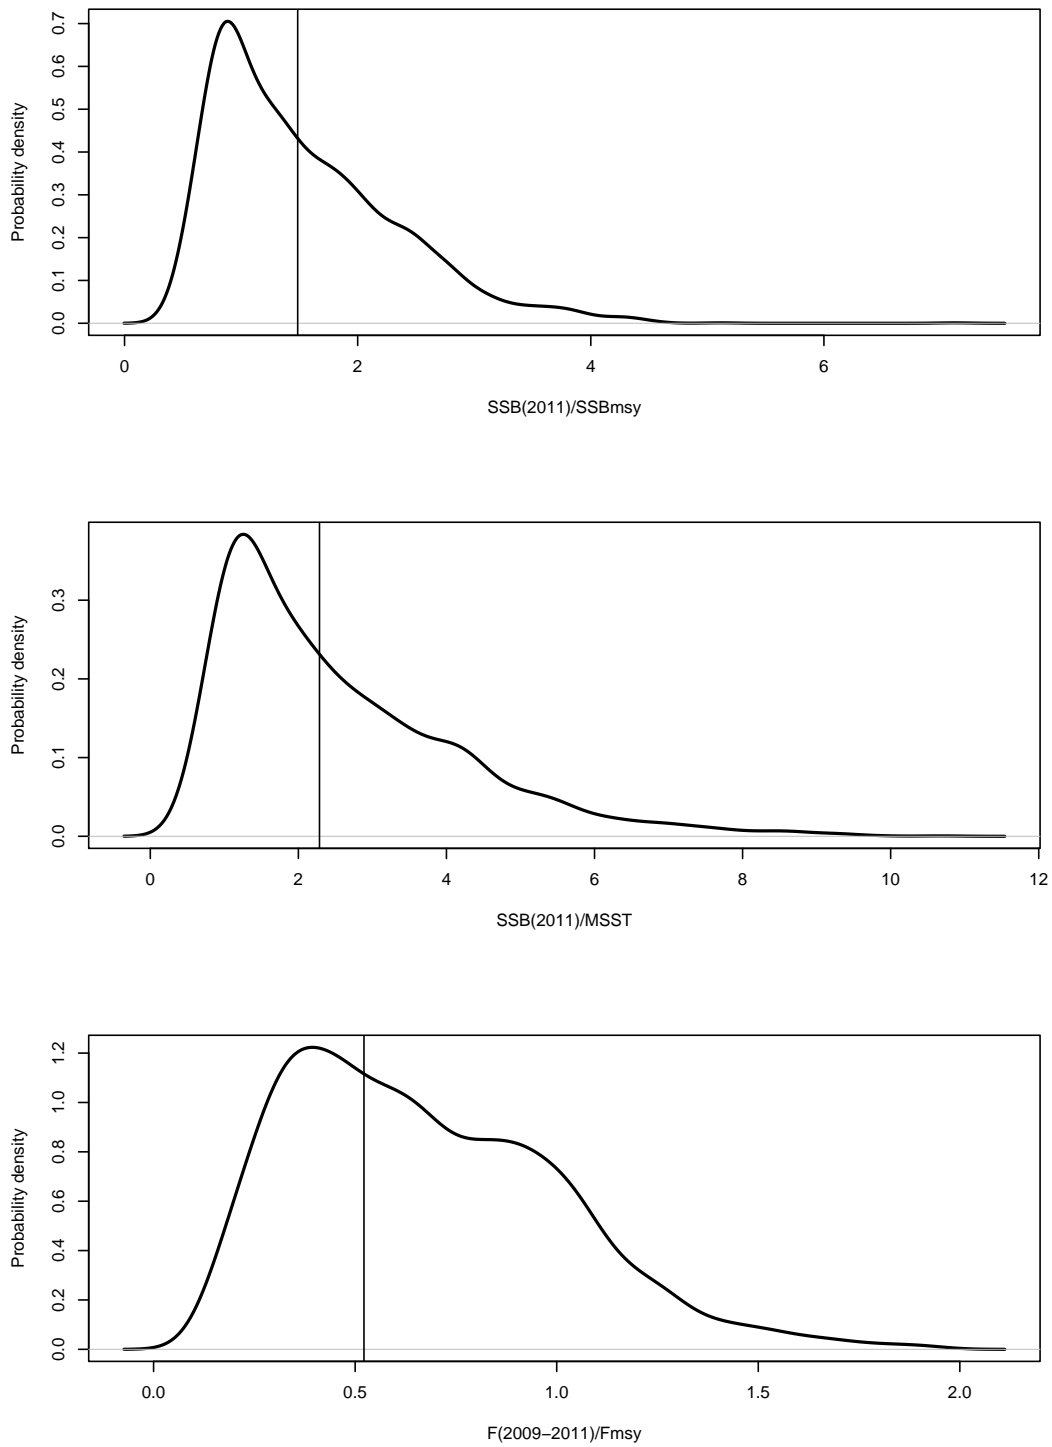 Probability density
0.0 0.1 0.2 0.3 0.4 0.5 0.6 0.7
0 2 4 6
SSB(2011)/SSBmsy
Probability density
0.0 0.1 0.2 0.3
0 2 4 6 8 10 12
SSB(2011)/MSST
Probability density
0.0 0.2 0.4 0.6 0.8 1.0 1.2
0.0 0.5 1.0 1.5 2.0
F(2009−2011)/Fmsy